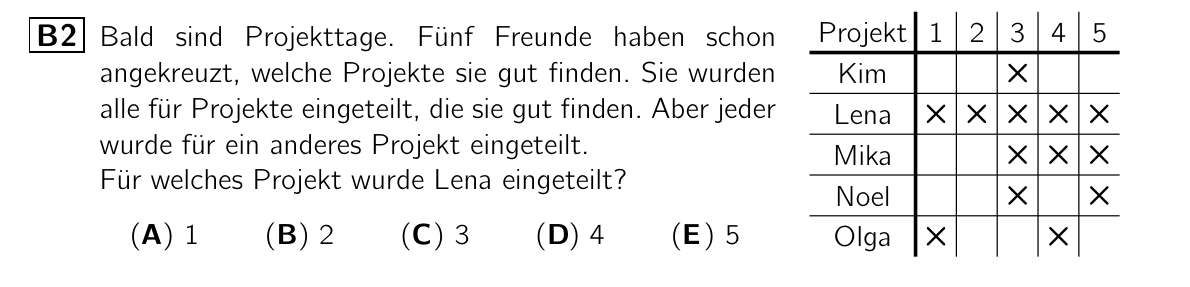 B2 Bald sind Projekttage. Fünf Freunde haben schon
angekreuzt, welche Projekte sie gut finden. Sie wurden
alle für Projekte eingeteilt, die sie gut finden. Aber jeder
wurde für ein anderes Projekt eingeteilt.
Für welches Projekt wurde Lena eingeteilt?
(A) 1 (B) 2 (C) 3 (D) 4 (E) 5
Projekt 1 2 3 4 5
Kim ×
Lena × × × × ×
Mika × × ×
Noel × ×
Olga × ×